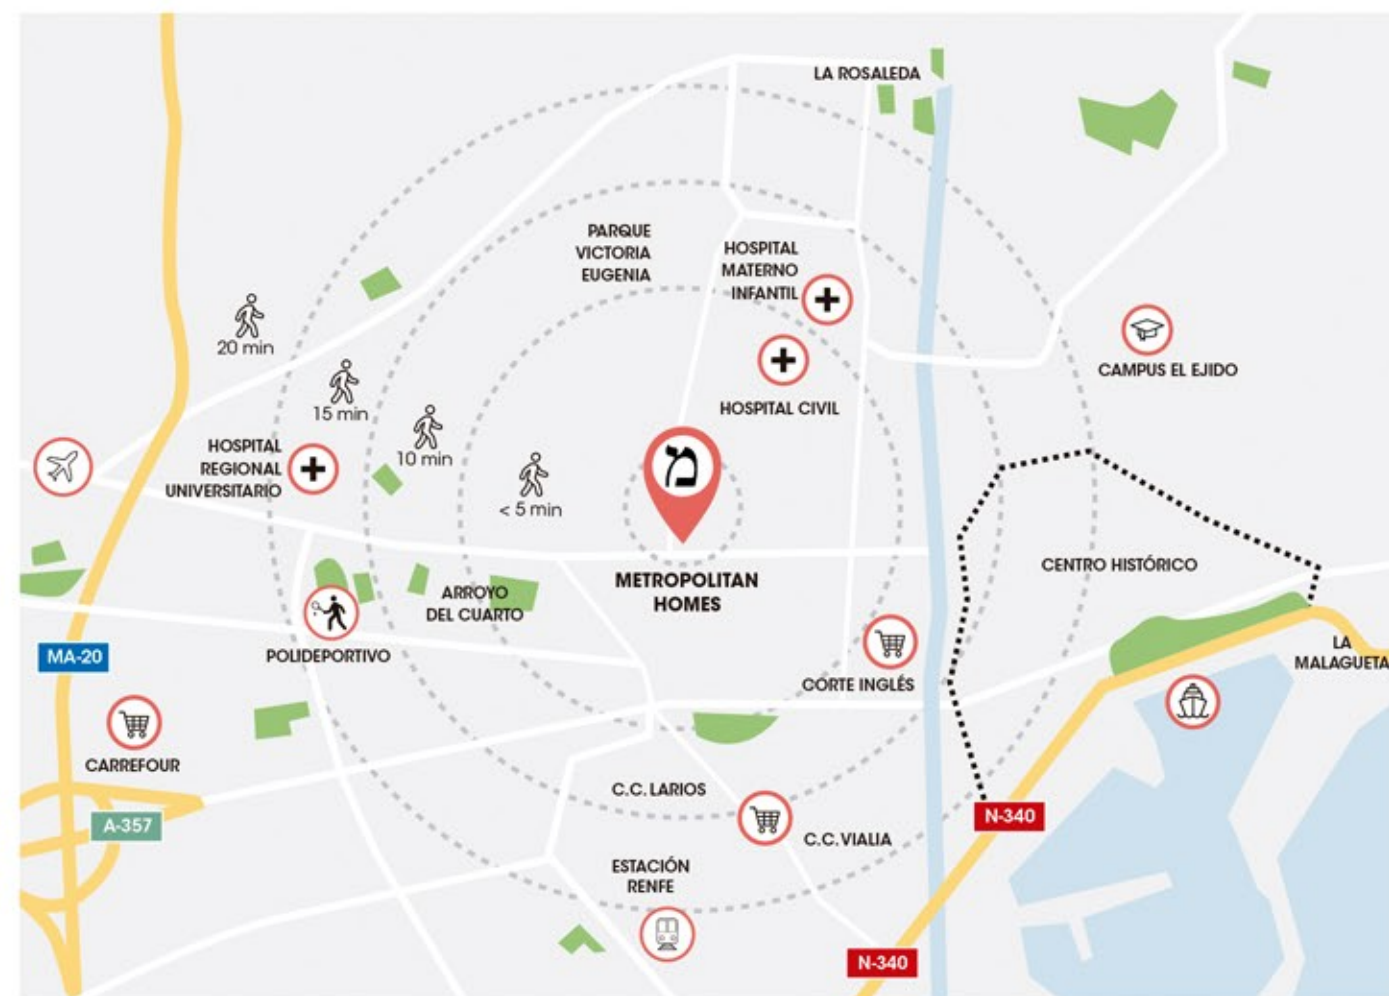 LA ROSALEDA
PARQUE
VICTORIA
EUGENIA
HOSPITAL
MATERNO
INFANTIL
20 min
CAMPUS EL EJIDO
15 min
HOSPITAL CIVIL
HOSPITAL
REGIONAL
UNIVERSITARIO
10 min
מ
< 5 min
CENTRO HISTÓRICO
METROPOLITAN
HOMES
ARROYO
DEL CUARTO
MA-20
POLIDEPORTIVO
CORTE INGLÉS
LA
MALAGUETA
CARREFOUR
C.C. LARIOS
A-357
N-340
C.C. VIALIA
ESTACIÓN
RENFE
N-340